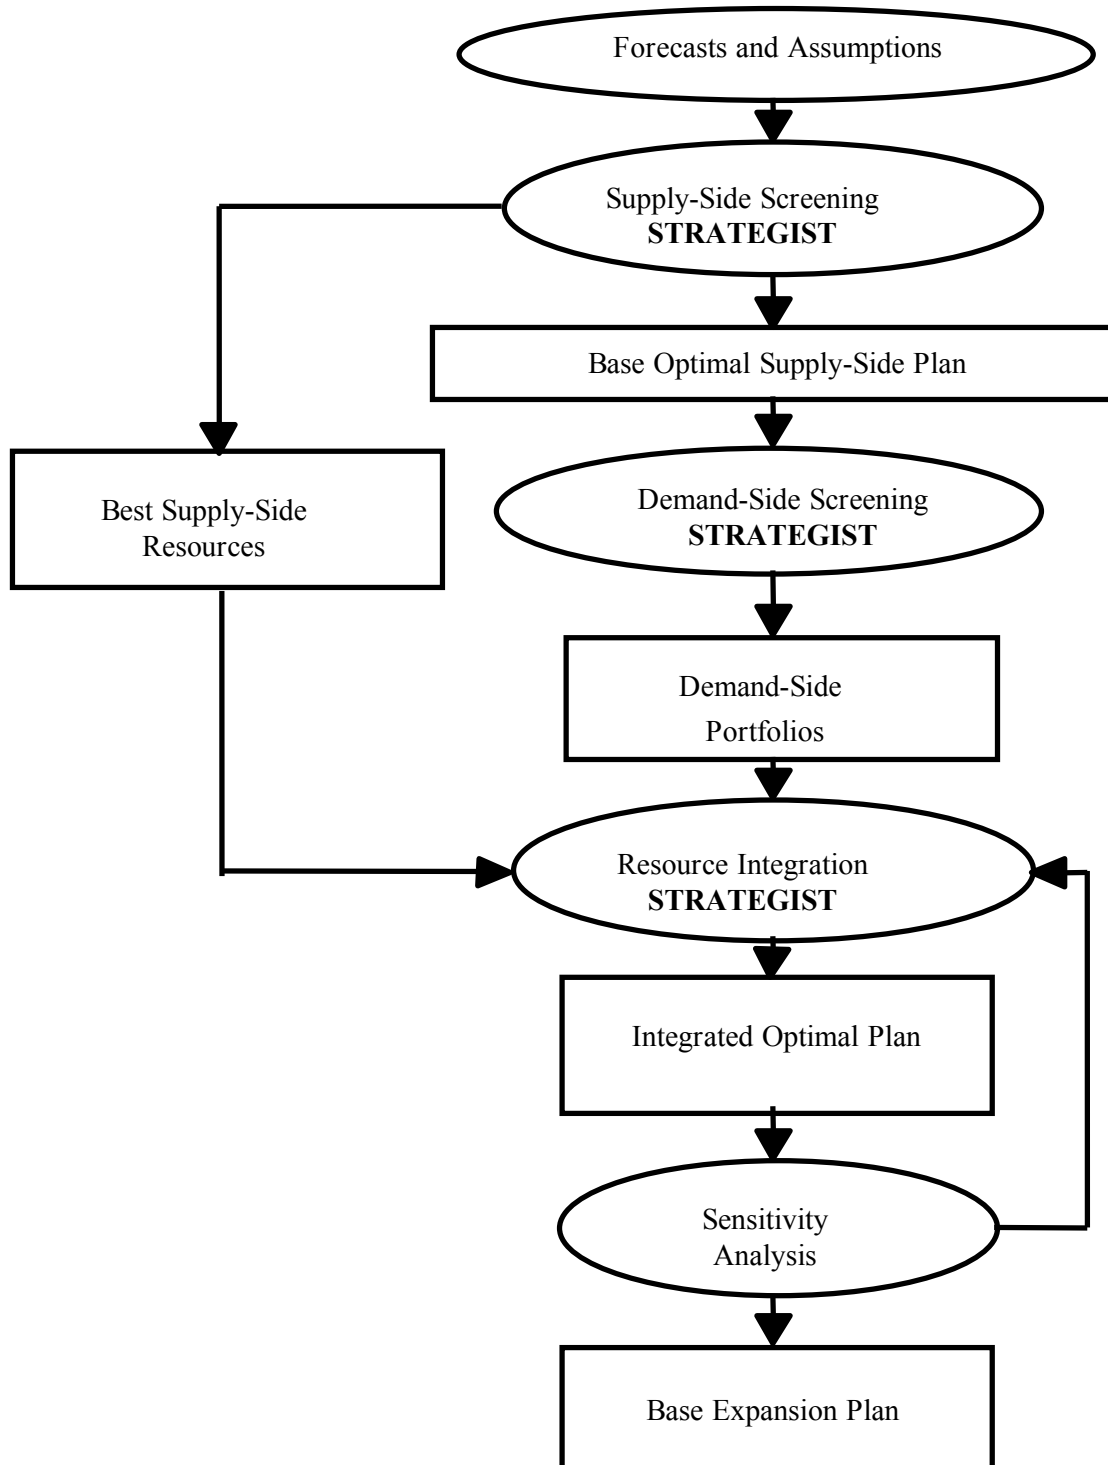 Forecasts and Assumptions
Supply-Side Screening
STRATEGIST
Base Optimal Supply-Side Plan
Best Supply-Side
Resources
Demand-Side Screening
STRATEGIST
Demand-Side
Portfolios
Resource Integration
STRATEGIST
Integrated Optimal Plan
Sensitivity
Analysis
Base Expansion Plan